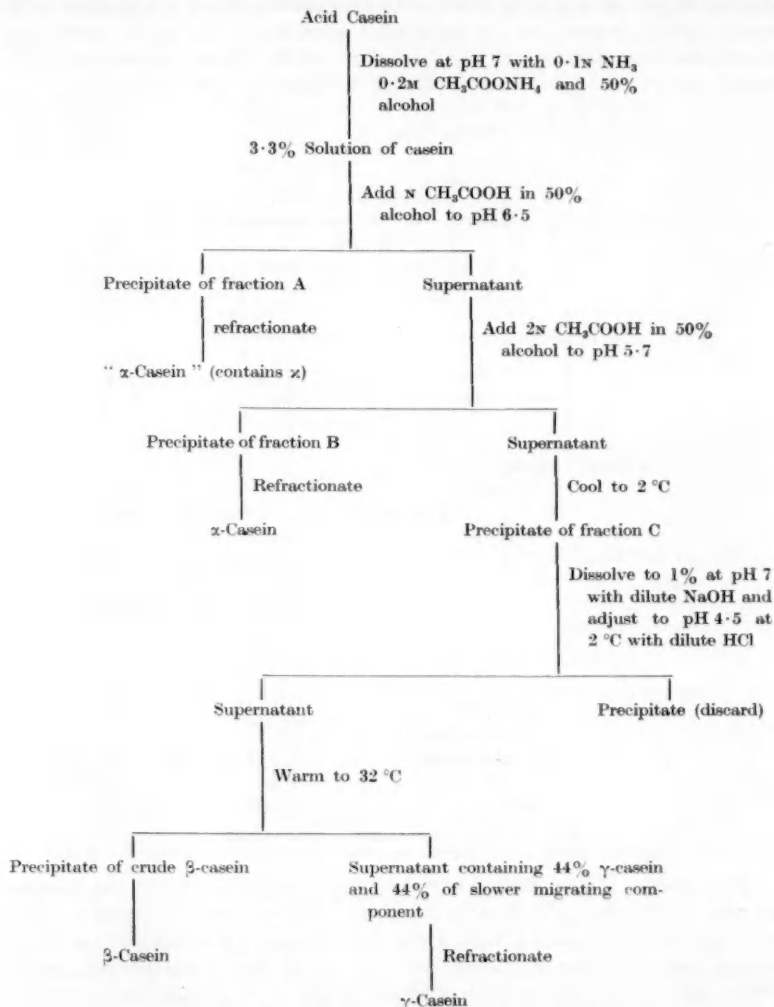 Acid Casein
Dissolve at pH 7 with 0·1N NH₃
0·2M CH₃COONH₄ and 50%
alcohol
3·3% Solution of casein
Add N CH₃COOH in 50%
alcohol to pH 6·5
Precipitate of fraction A
Supernatant
refractionate
Add 2N CH₃COOH in 50%
alcohol to pH 5·7
" α-Casein " (contains ϰ)
Precipitate of fraction B
Supernatant
Refractionate
Cool to 2 °C
α-Casein
Precipitate of fraction C
Dissolve to 1% at pH 7
with dilute NaOH and
adjust to pH 4·5 at
2 °C with dilute HCl
Supernatant
Precipitate (discard)
Warm to 32 °C
Precipitate of crude β-casein
Supernatant containing 44% γ-casein
and 44% of slower migrating com-
ponent
β-Casein
Refractionate
γ-Casein